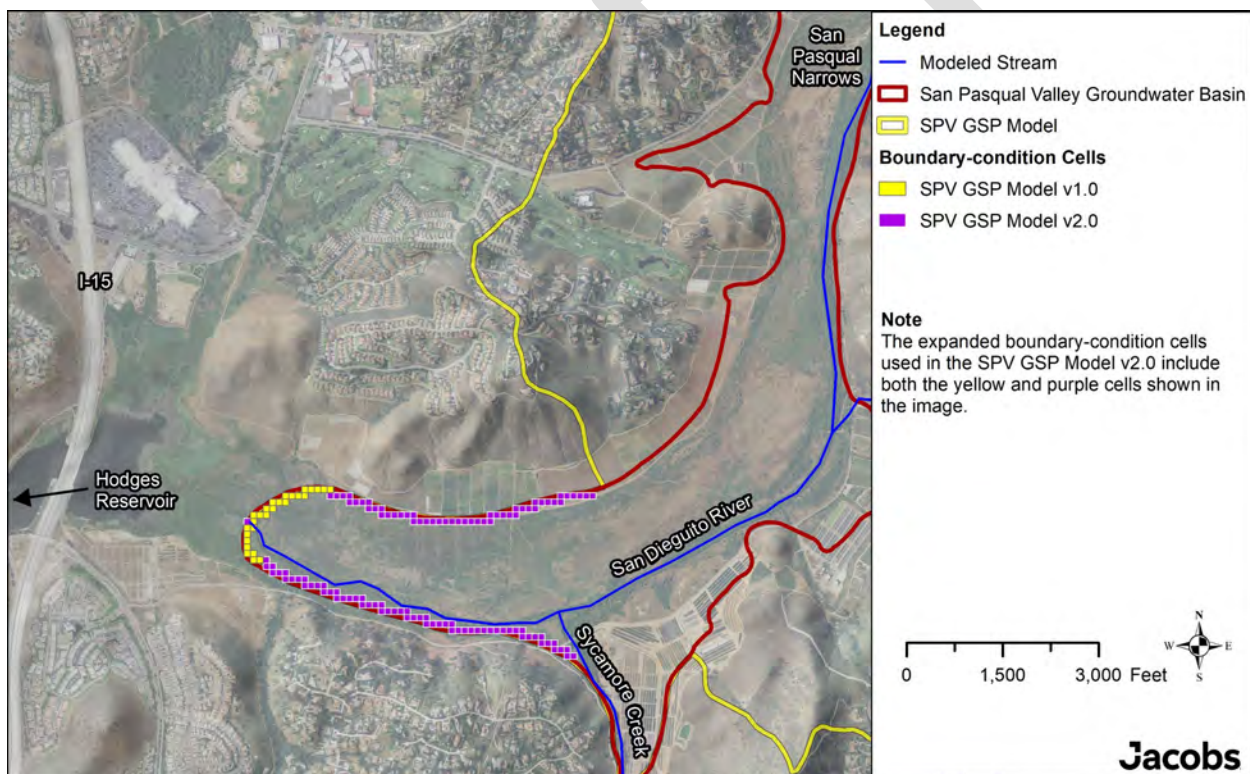 San
Pasqual
Narrows
I-15
Hodges
Reservoir
San Dieguito River
Sycamore Creek
Legend
Modeled Stream
San Pasqual Valley Groundwater Basin
SPV GSP Model
Boundary-condition Cells
SPV GSP Model v1.0
SPV GSP Model v2.0
Note
The expanded boundary-condition cells
used in the SPV GSP Model v2.0 include
both the yellow and purple cells shown in
the image.
N
W E
S
0 1,500 3,000 Feet
Jacobs